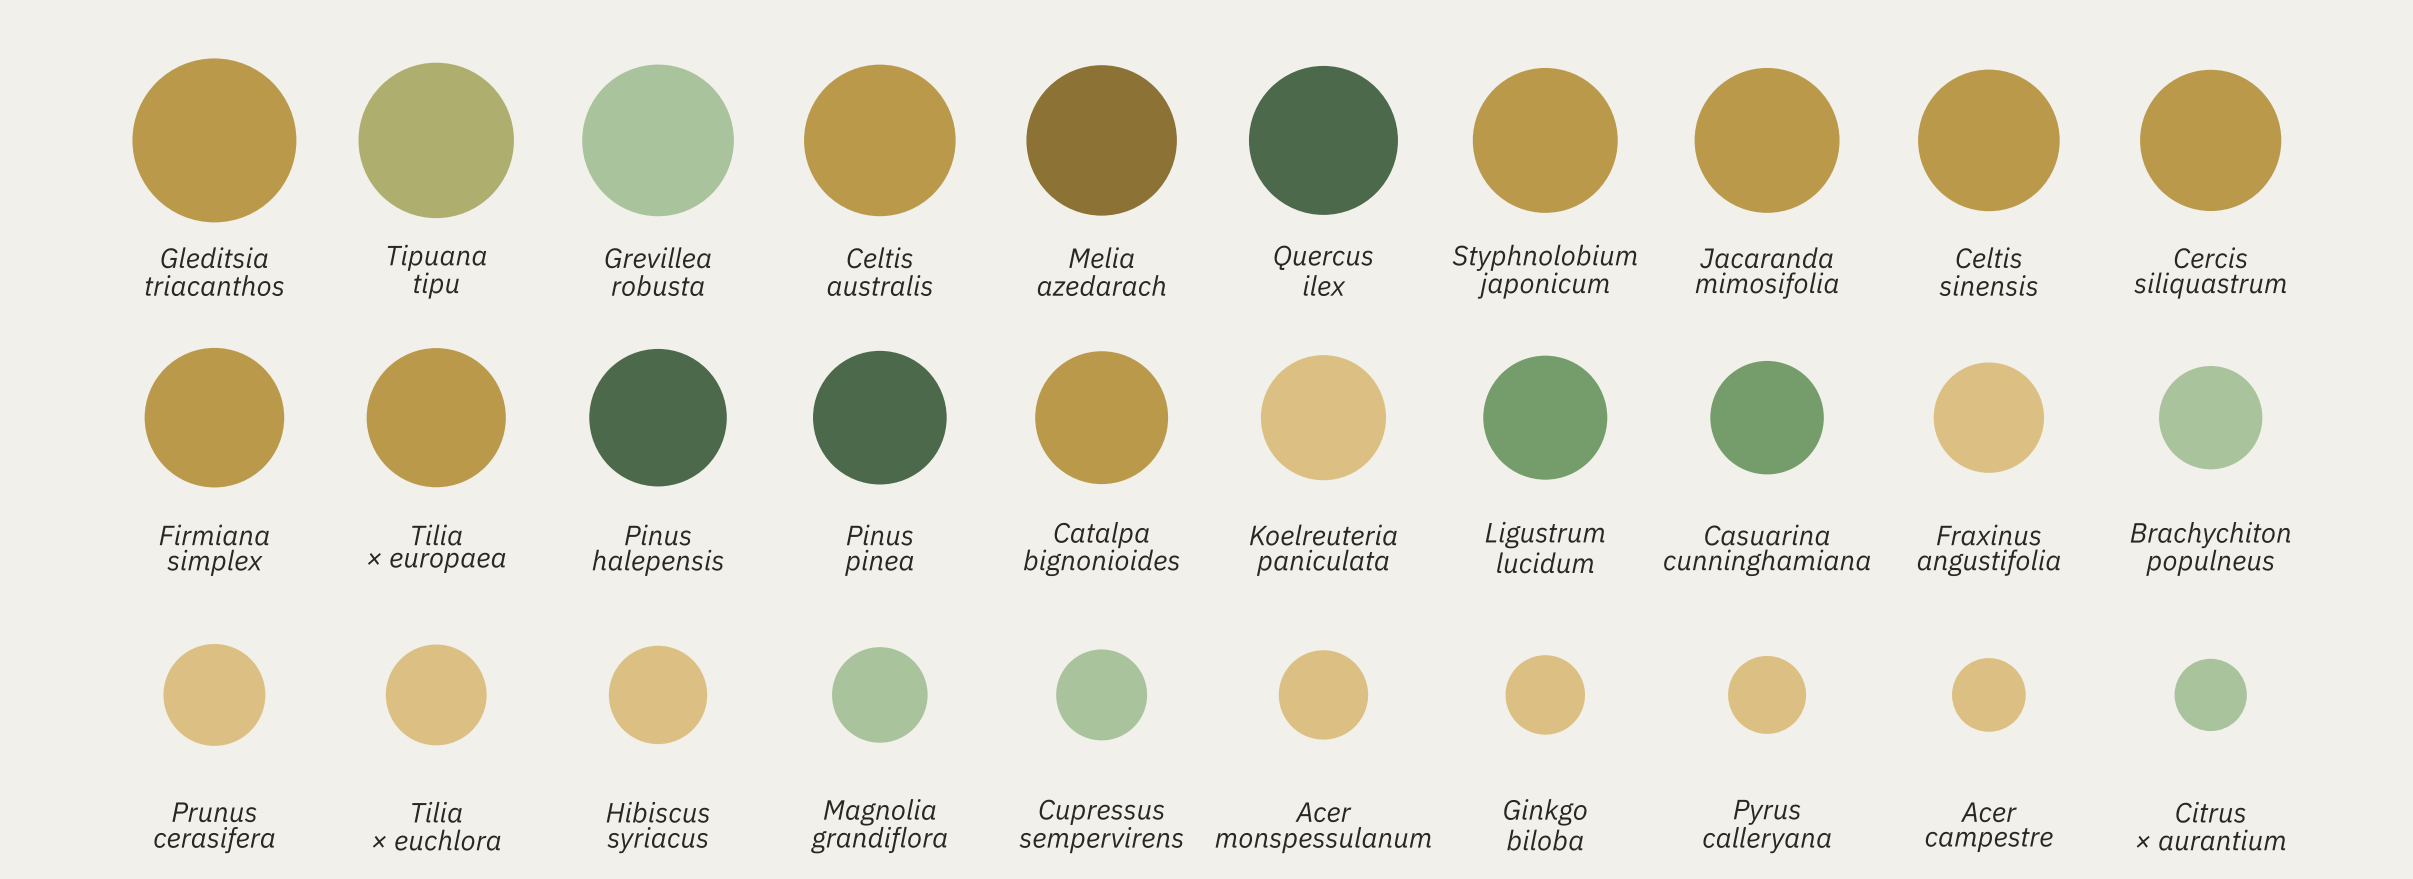 Gleditsia
triacanthos
Tipuana
tipu
Grevillea
robusta
Celtis
australis
Melia
azedarach
Quercus
ilex
Styphnolobium
japonicum
Jacaranda
mimosifolia
Celtis
sinensis
Cercis
siliquastrum
Firmiana
simplex
Tilia
× europaea
Pinus
halepensis
Pinus
pinea
Catalpa
bignonioides
Koelreuteria
paniculata
Ligustrum
lucidum
Casuarina
cunninghamiana
Fraxinus
angustifolia
Brachychiton
populneus
Prunus
cerasifera
Tilia
× euchlora
Hibiscus
syriacus
Magnolia
grandiflora
Cupressus
sempervirens
Acer
monspessulanum
Ginkgo
biloba
Pyrus
calleryana
Acer
campestre
Citrus
× aurantium